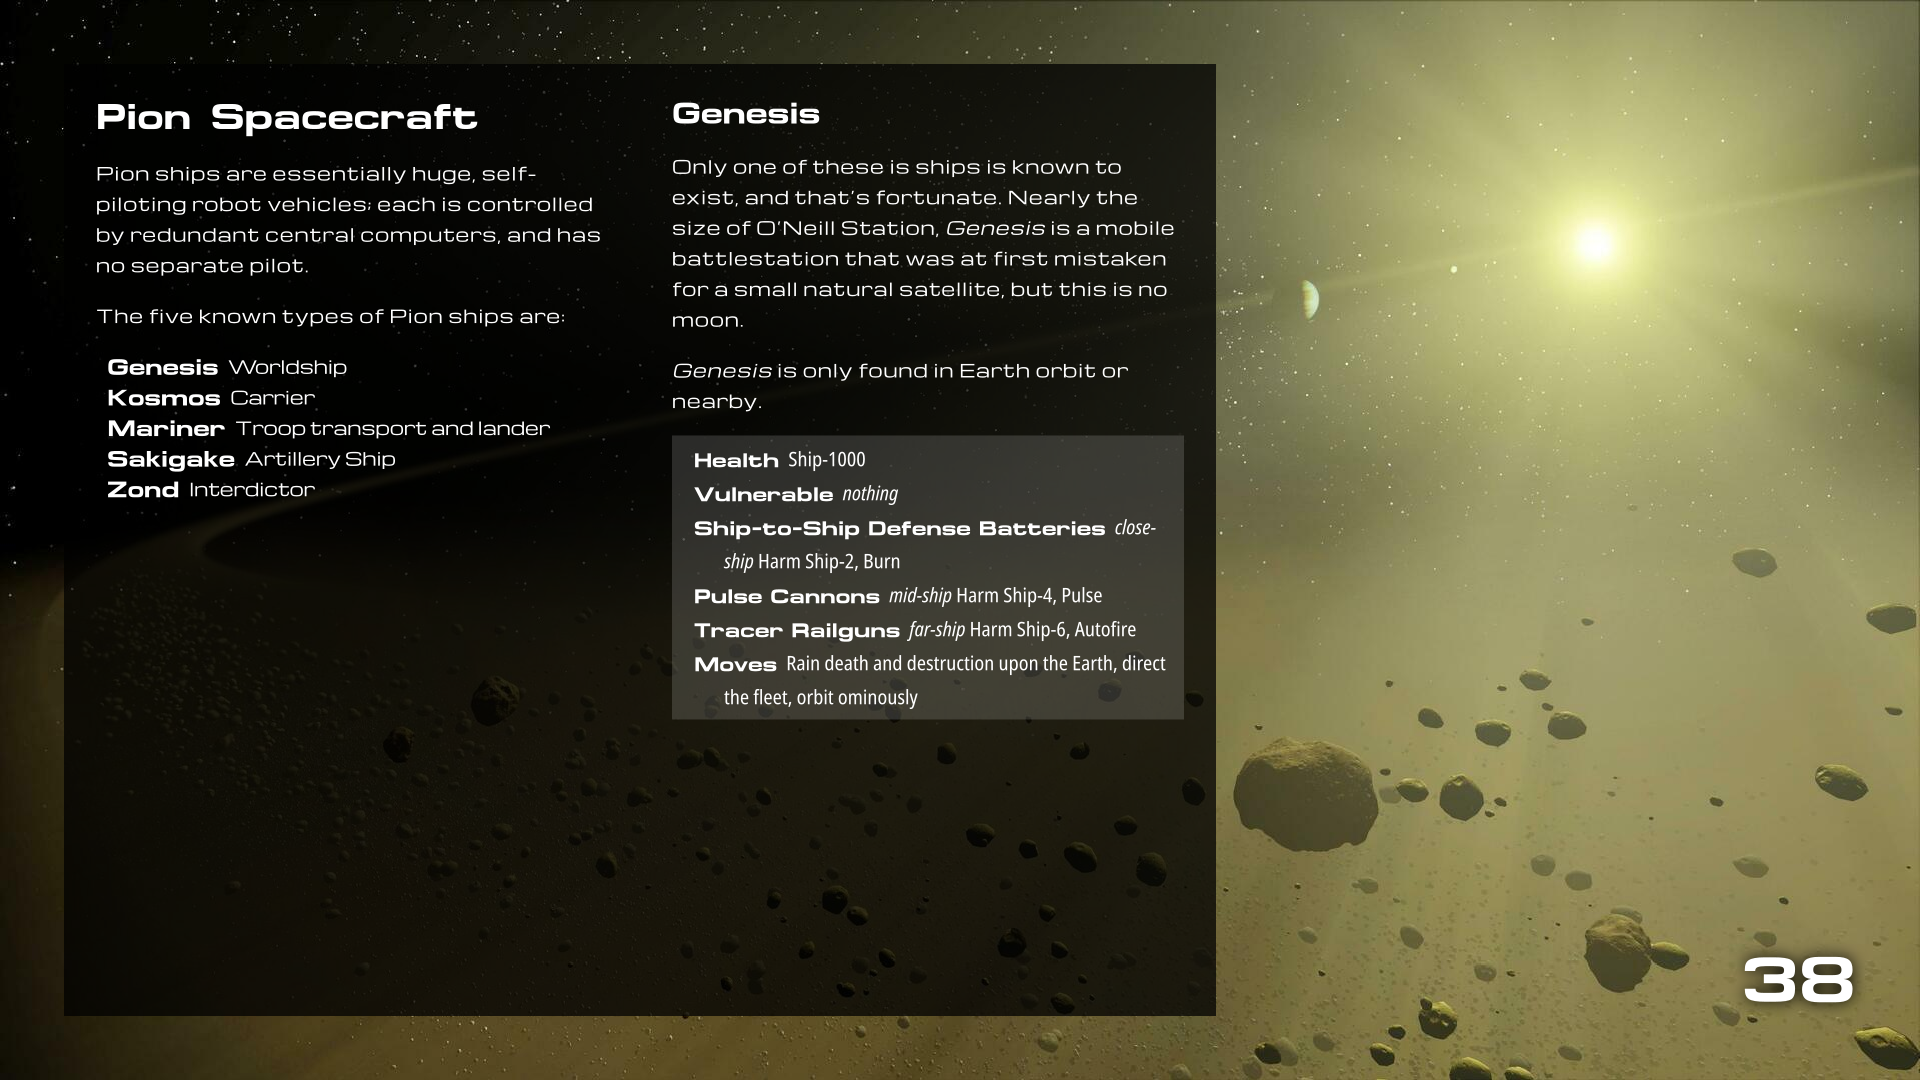 Pion Spacecraft
Pion ships are essentially huge, self-
piloting robot vehicles; each is controlled
by redundant central computers, and has
no separate pilot.
The five known types of Pion ships are:
Genesis Worldship
Kosmos Carrier
Mariner Troop transport and lander
Sakigake Artillery Ship
Zond Interdictor
Genesis
Only one of these is ships is known to
exist, and that's fortunate. Nearly the
size of O'Neill Station, Genesis is a mobile
battlestation that was at first mistaken
for a small natural satellite, but this is no
moon.
Genesis is only found in Earth orbit or
nearby.
Health Ship-1000
Vulnerable nothing
Ship-to-Ship Defense Batteries close-
ship Harm Ship-2, Burn
Pulse Cannons mid-ship Harm Ship-4, Pulse
Tracer Railguns far-ship Harm Ship-6, Autofire
Moves Rain death and destruction upon the Earth, direct
the fleet, orbit ominously
38